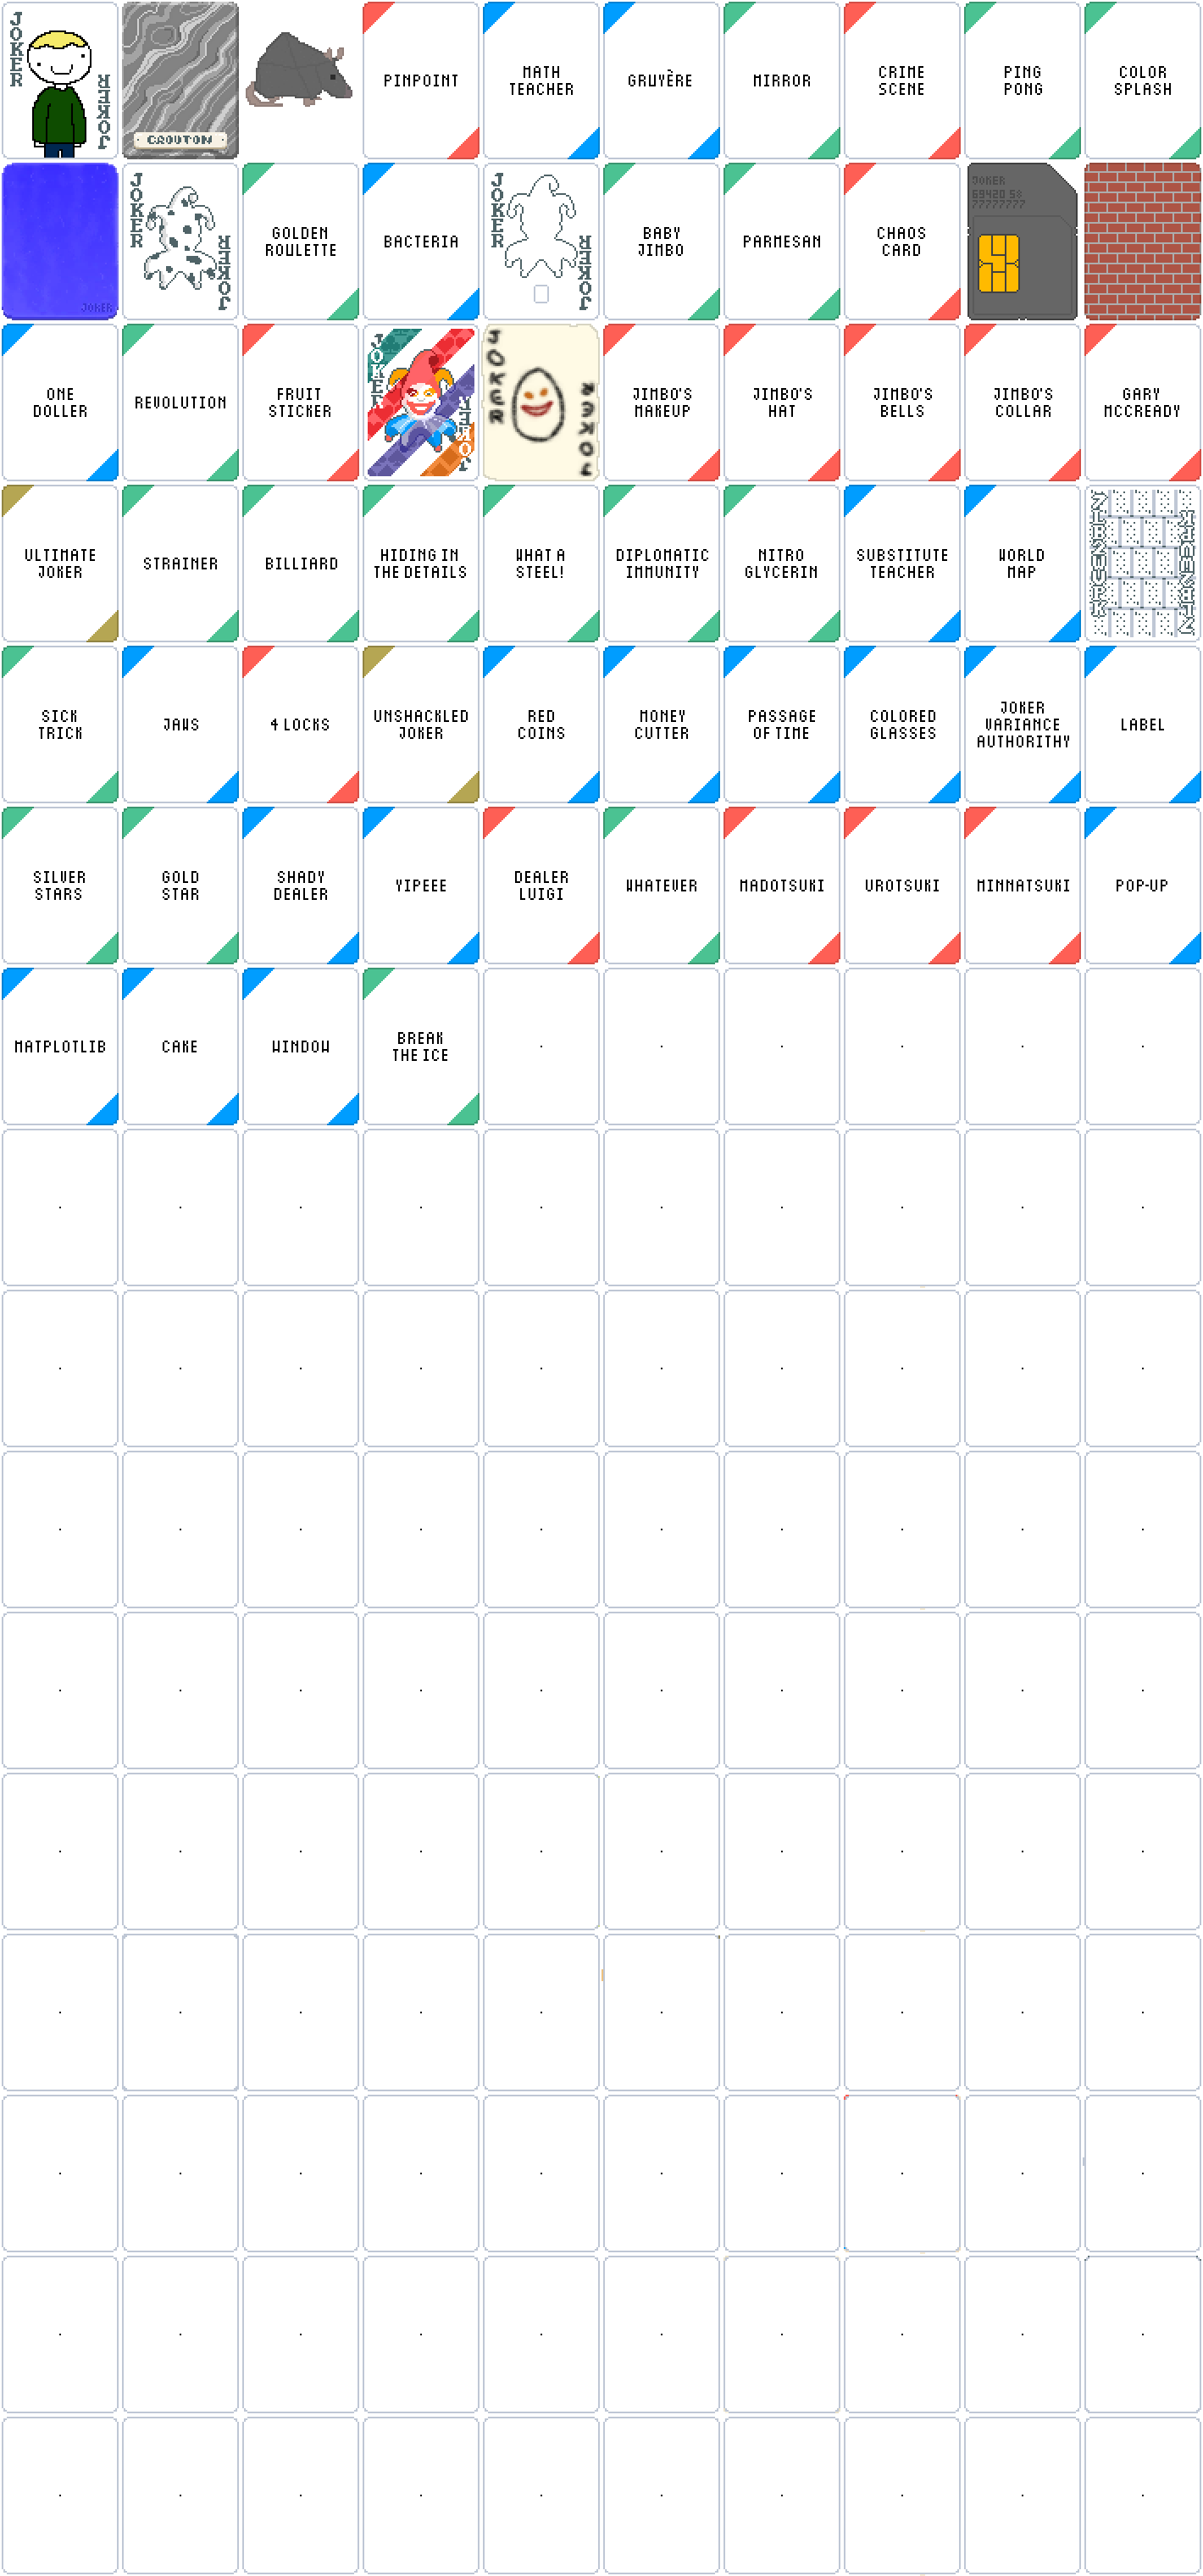 JOKER
JOKER
CROUTON
PINPOINT
MATH
TEACHER
GRUYÈRE
MIRROR
CRIME
SCENE
PING
PONG
COLOR
SPLASH
JOKER
JOKER
JOKER
GOLDEN
ROULETTE
BACTERIA
JOKER
JOKER
BABY
JIMBO
PARMESAN
CHAOS
CARD
JOKER
69420 58
77777777
ONE
DOLLER
REVOLUTION
FRUIT
STICKER
JOKER
JOKER
JOKER
JOKER
JIMBO'S
MAKEUP
JIMBO'S
HAT
JIMBO'S
BELLS
JIMBO'S
COLLAR
GARY
MCCREADY
ULTIMATE
JOKER
STRAINER
BILLIARD
HIDING IN
THE DETAILS
WHAT A
STEEL!
DIPLOMATIC
IMMUNITY
NITRO
GLYCERIN
SUBSTITUTE
TEACHER
WORLD
MAP
SICK
TRICK
JAWS
4 LOCKS
UNSHACKLED
JOKER
RED
COINS
MONEY
CUTTER
PASSAGE
OF TIME
COLORED
GLASSES
JOKER
VARIANCE
AUTHORITHY
LABEL
SILVER
STARS
GOLD
STAR
SHADY
DEALER
YIPEEE
DEALER
LUIGI
WHATEVER
MADOTSUKI
UROTSUKI
MINNATSUKI
POP-UP
MATPLOTLIB
CAKE
WINDOW
BREAK
THE ICE